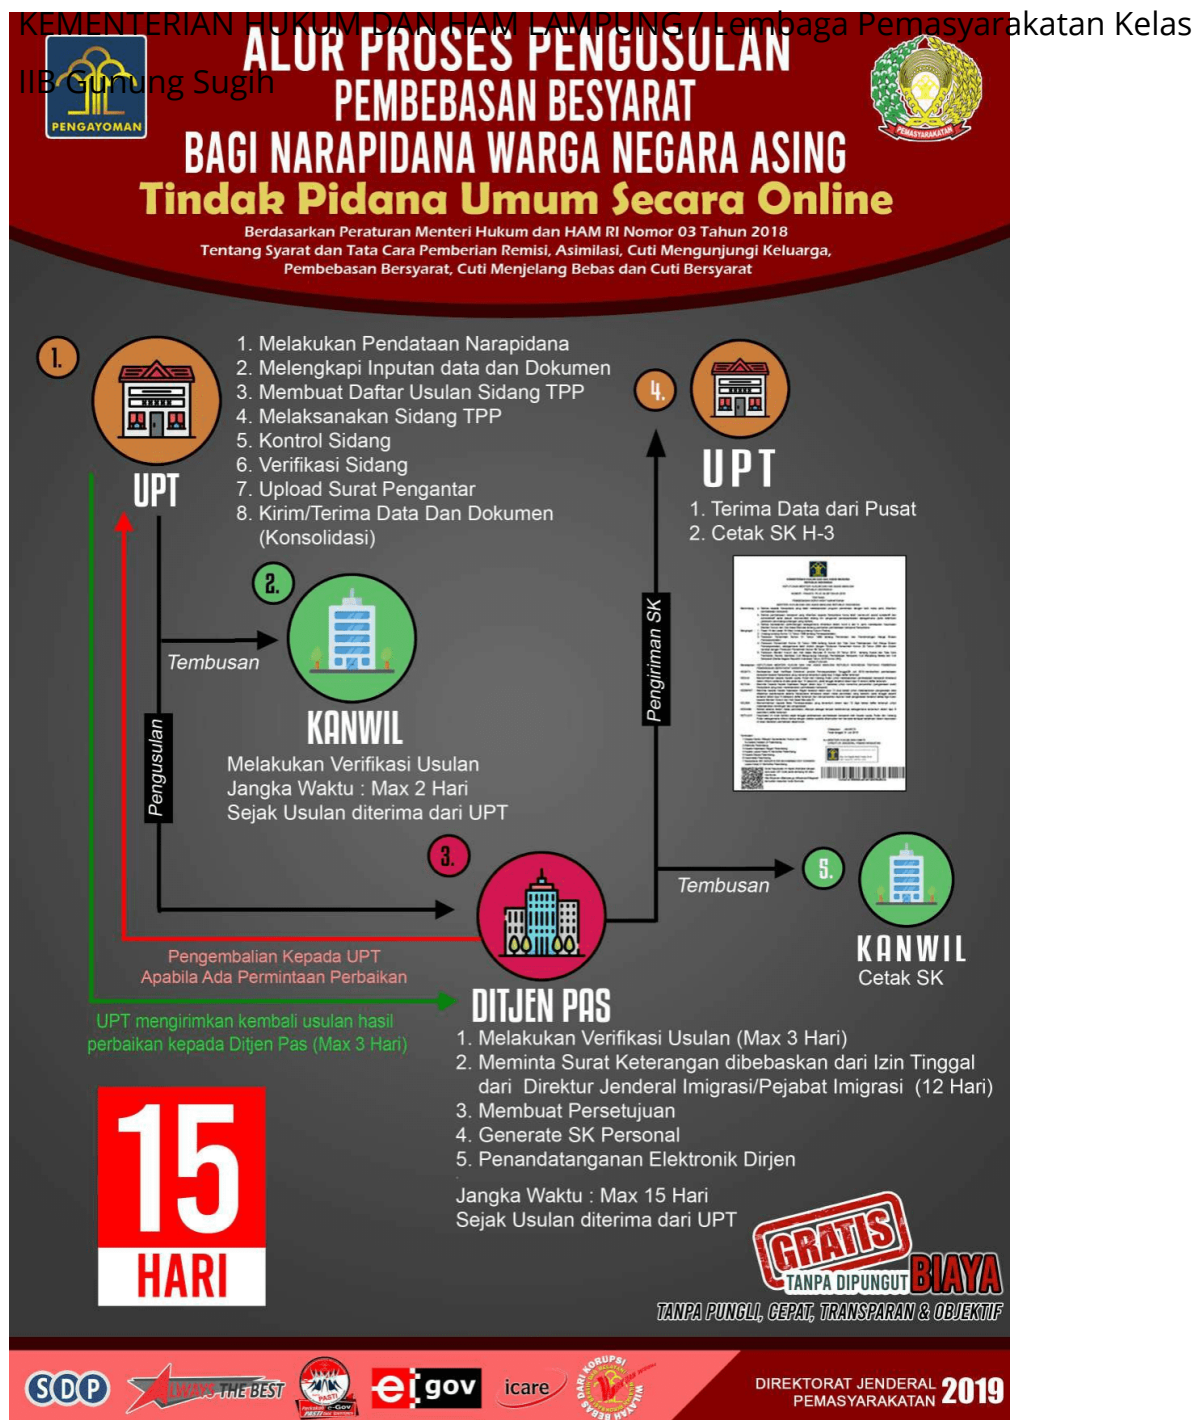 KEMENTERIAN HUKUM DAN HAM LAMPUNG / Lembaga Pemasyarakatan Kelas
IIB Gunung Sugih
PENGAYOMAN
ALUR PROSES PENGUSULAN
PEMBEBASAN BESYARAT
BAGI NARAPIDANA WARGA NEGARA ASING
Tindak Pidana Umum Secara Online
PEMASYARAKATAN
Berdasarkan Peraturan Menteri Hukum dan HAM RI Nomor 03 Tahun 2018
Tentang Syarat dan Tata Cara Pemberian Remisi, Asimilasi, Cuti Mengunjungi Keluarga,
Pembebasan Bersyarat, Cuti Menjelang Bebas dan Cuti Bersyarat
1.
UPT
1. Melakukan Pendataan Narapidana
2. Melengkapi Inputan data dan Dokumen
3. Membuat Daftar Usulan Sidang TPP
4. Melaksanakan Sidang TPP
5. Kontrol Sidang
6. Verifikasi Sidang
7. Upload Surat Pengantar
8. Kirim/Terima Data Dan Dokumen
(Konsolidasi)
4.
UPT
1. Terima Data dari Pusat
2. Cetak SK H-3
2.
Tembusan
KANWIL
Melakukan Verifikasi Usulan
Jangka Waktu : Max 2 Hari
Sejak Usulan diterima dari UPT
Pengusulan
Pengiriman SK
3.
Tembusan
5.
KANWIL
Cetak SK
Pengembalian Kepada UPT
Apabila Ada Permintaan Perbaikan
UPT mengirimkan kembali usulan hasil
perbaikan kepada Ditjen Pas (Max 3 Hari)
DITJEN PAS
1. Melakukan Verifikasi Usulan (Max 3 Hari)
2. Meminta Surat Keterangan dibebaskan dari Izin Tinggal
dari Direktur Jenderal Imigrasi/Pejabat Imigrasi (12 Hari)
3. Membuat Persetujuan
4. Generate SK Personal
5. Penandatanganan Elektronik Dirjen
Jangka Waktu : Max 15 Hari
Sejak Usulan diterima dari UPT
15
HARI
GRATIS
TANPA DIPUNGUT BIAYA
TANPA PUNGLI, CEPAT, TRANSPARAN & OBJEKTIF
SDP
ALWAYS THE BEST
PASTI
e-Gov
e gov
icare
WILAYAH BEBAS DARI KORUPSI
DIREKTORAT JENDERAL
PEMASYARAKATAN
2019